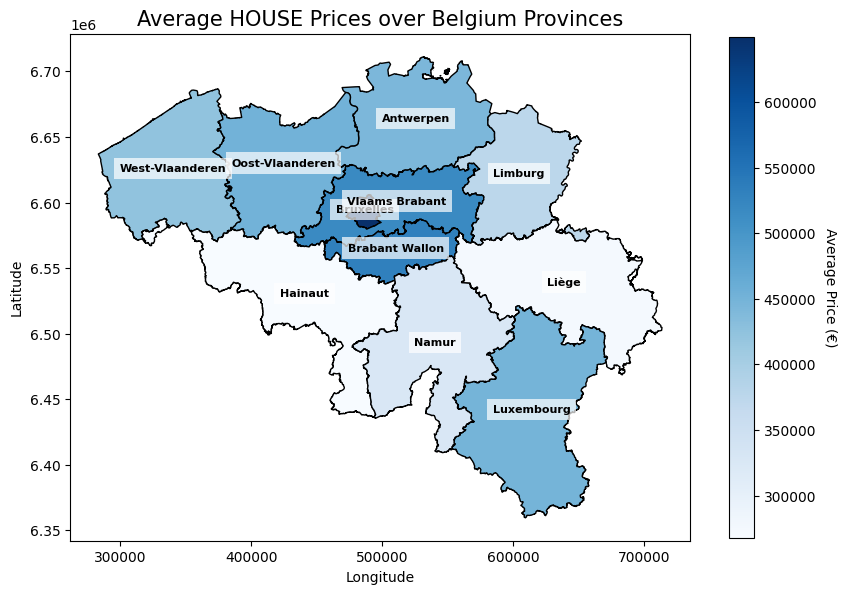 Average HOUSE Prices over Belgium Provinces
1e6
6.70
6.65
6.60
6.55
6.50
6.45
6.40
6.35
Latitude
300000
400000
500000
600000
700000
Longitude
Antwerpen
West-Vlaanderen
Oost-Vlaanderen
Limburg
Vlaams Brabant
Bruxelles
Brabant Wallon
Liège
Hainaut
Namur
Luxembourg
600000
550000
500000
450000
400000
350000
300000
Average Price (€)